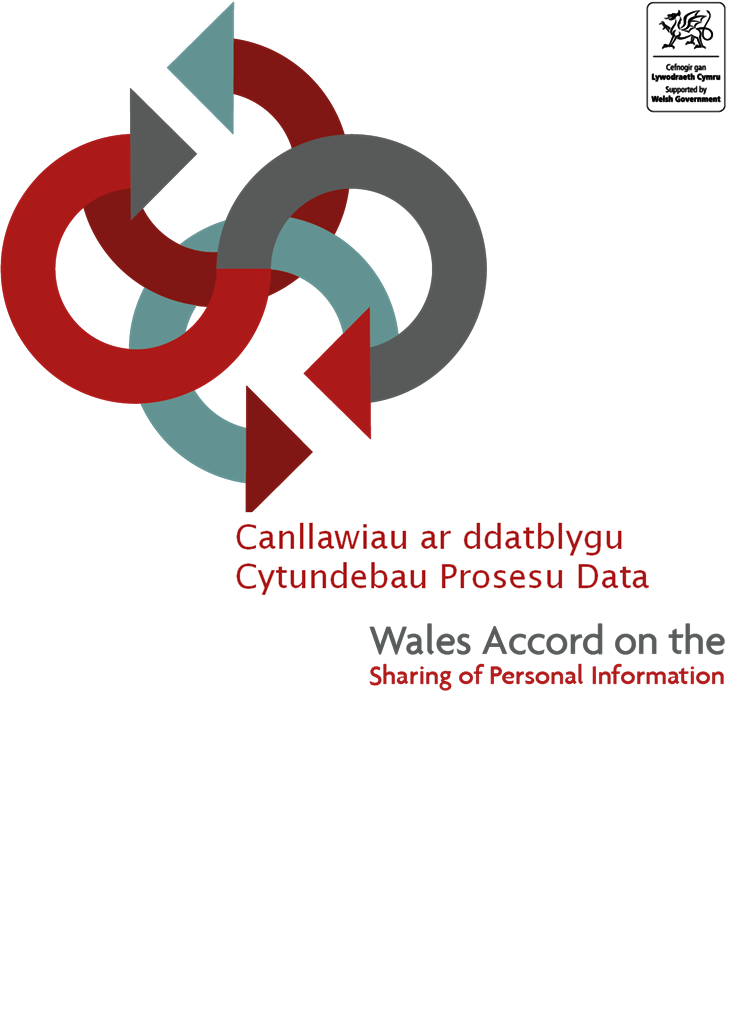 Cefnogir gan
Lywodraeth Cymru
Supported by
Welsh Government
Canllawiau ar ddatblygu
Cytundebau Prosesu Data
Wales Accord on the
Sharing of Personal Information